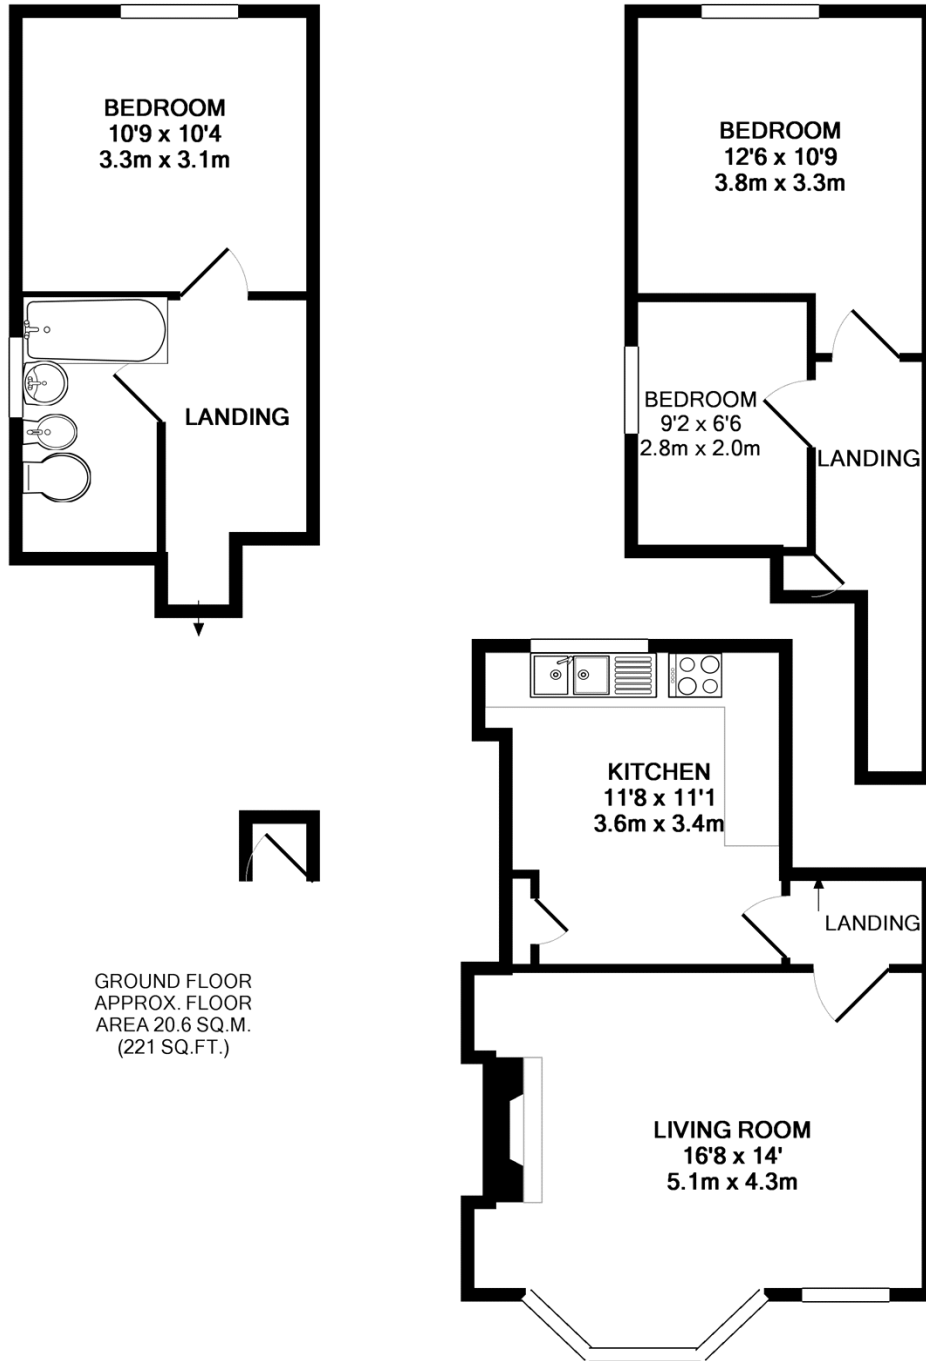 BEDROOM
10'9 x 10'4
3.3m x 3.1m
LANDING
GROUND FLOOR
APPROX. FLOOR
AREA 20.6 SQ.M.
(221 SQ.FT.)
BEDROOM
12'6 x 10'9
3.8m x 3.3m
BEDROOM
9'2 x 6'6
2.8m x 2.0m
LANDING
KITCHEN
11'8 x 11'1
3.6m x 3.4m
LANDING
LIVING ROOM
16'8 x 14'
5.1m x 4.3m